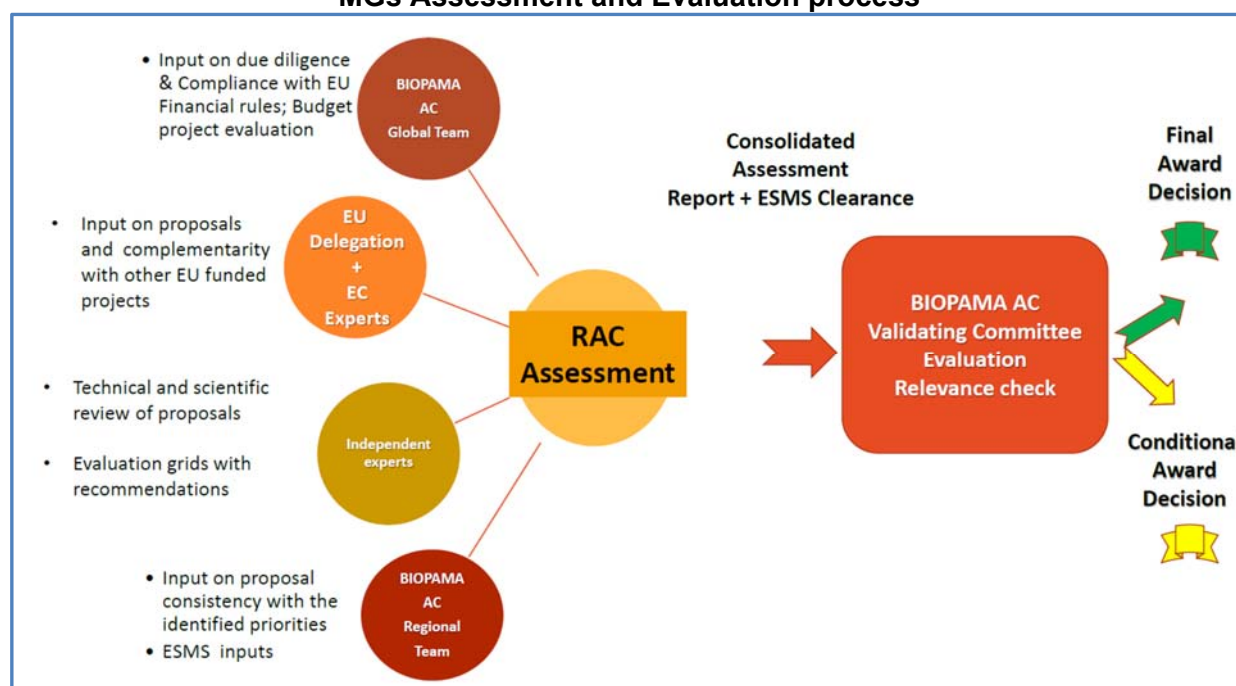 MGs Assessment and Evaluation process
• Input on due diligence
& Compliance with EU
Financial rules; Budget
project evaluation
BIOPAMA
AC
Global Team
• Input on proposals
and complementarity
with other EU funded
projects
EU
Delegation
+
EC
Experts
• Technical and scientific
review of proposals
• Evaluation grids with
recommendations
Independent
experts
• Input on proposal
consistency with the
identified priorities
• ESMS inputs
BIOPAMA
AC
Regional
Team
RAC
Assessment
Consolidated
Assessment
Report + ESMS Clearance
BIOPAMA AC
Validating Committee
Evaluation
Relevance check
Final
Award
Decision
Conditiona
Award
Decision